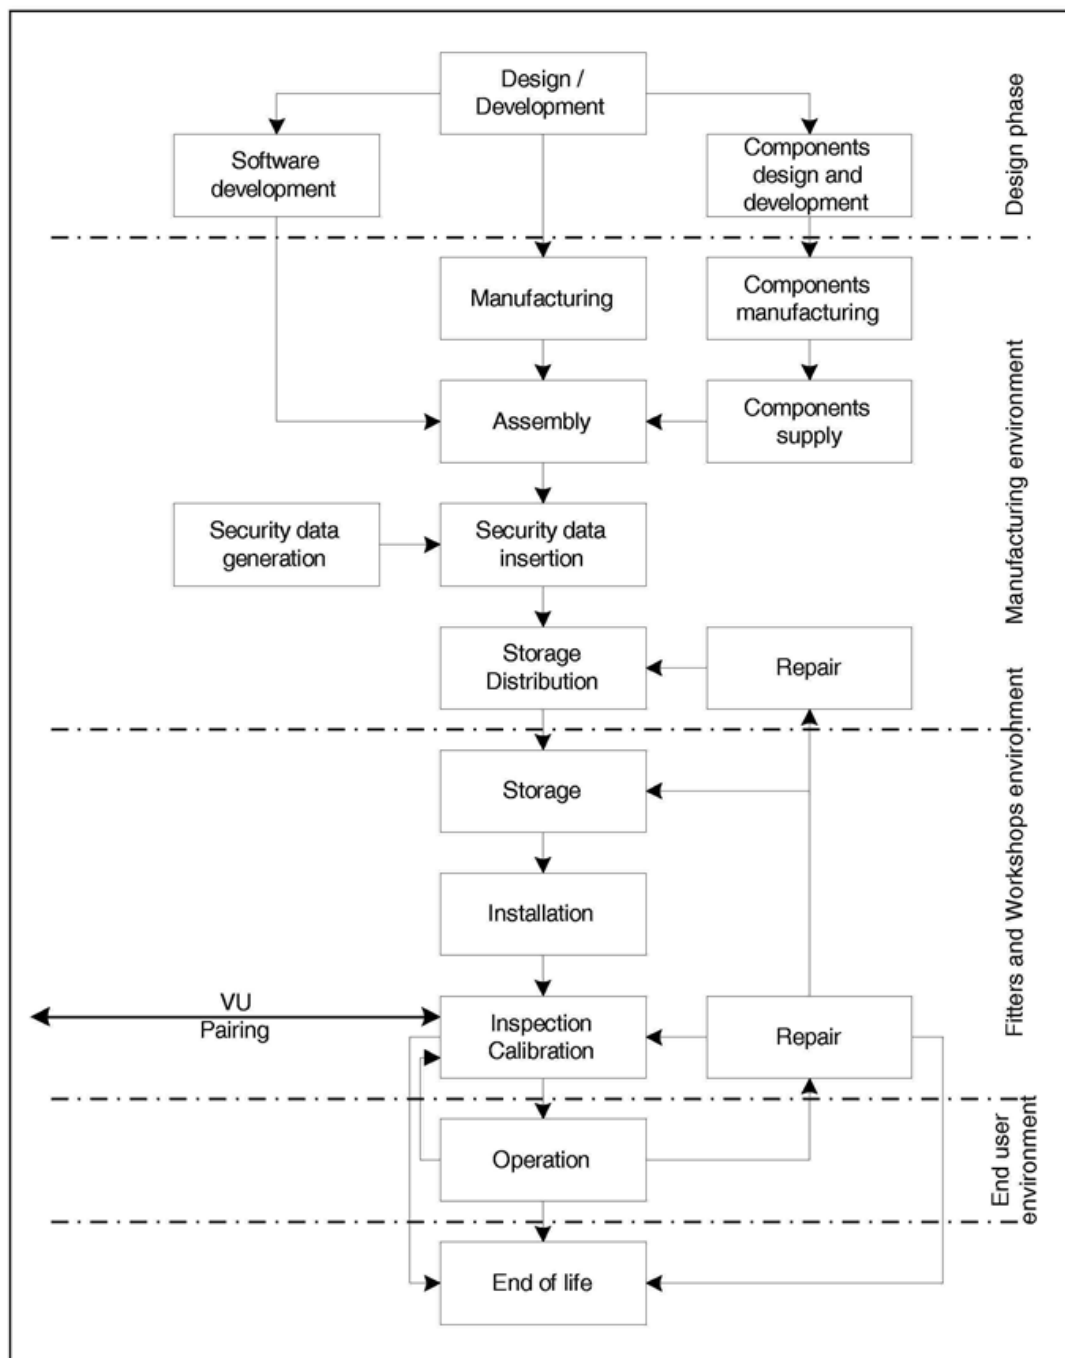 Design /
Development
Software
development
Components
design and
development
Design phase
Manufacturing
Components
manufacturing
Assembly
Components
supply
Manufacturing environment
Security data
generation
Security data
insertion
Storage
Distribution
Repair
Storage
Fitters and Workshops environment
Installation
VU
Pairing
Inspection
Calibration
Repair
Operation
End user
environment
End of life